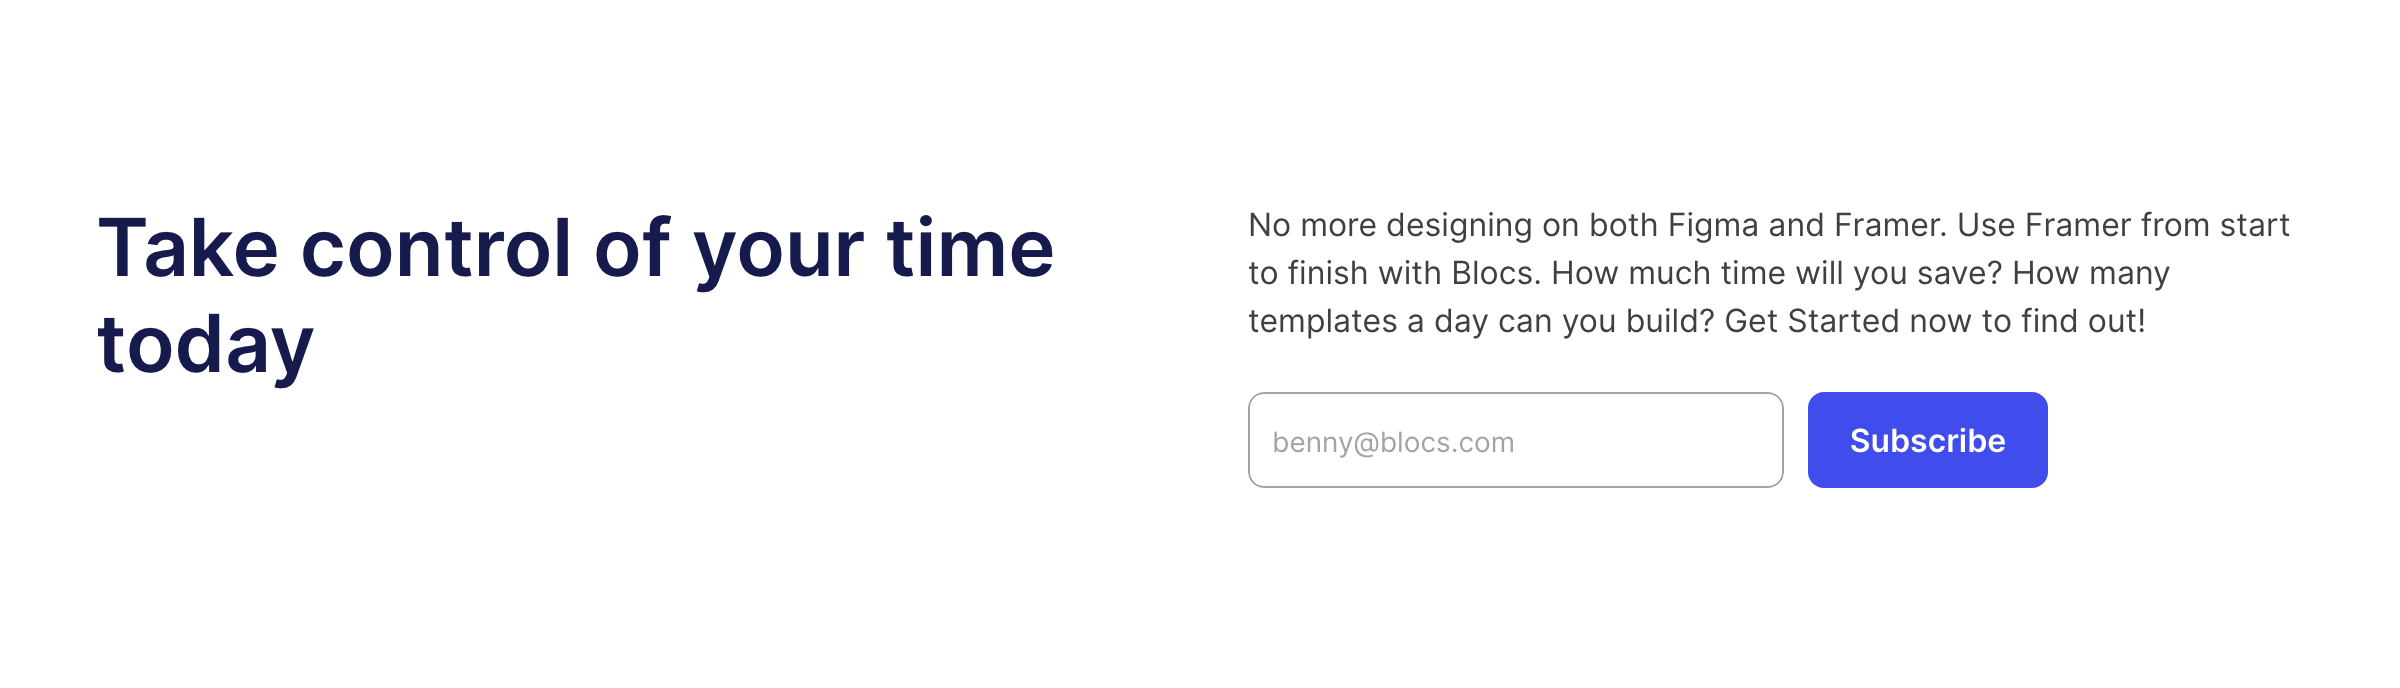 Take control of your time
today
No more designing on both Figma and Framer. Use Framer from start
to finish with Blocs. How much time will you save? How many
templates a day can you build? Get Started now to find out!
benny@blocs.com
Subscribe